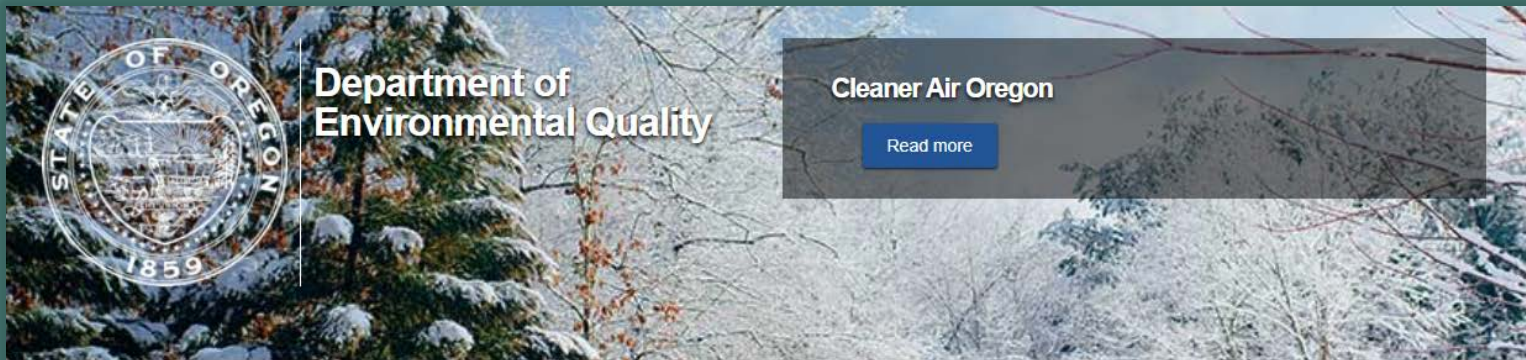 STATE OF OREGON
1859
Department of
Environmental Quality
Cleaner Air Oregon
Read more